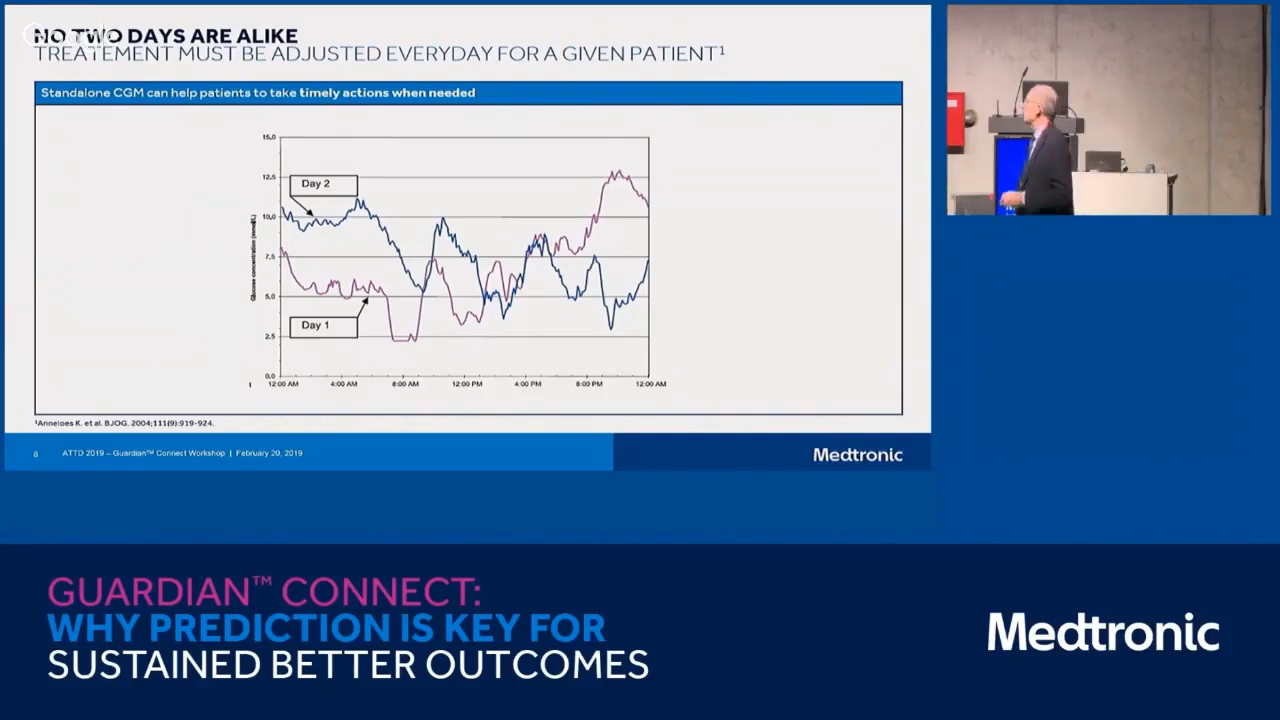 Google
NO TWO DAYS ARE ALIKE
TREATEMENT MUST BE ADJUSTED EVERYDAY FOR A GIVEN PATIENT¹
Standalone CGM can help patients to take timely actions when needed
Glucose concentration (mmol/L)
15,0
12,5
10,0
7,5
5,0
2,5
0,0
Day 2
Day 1
12:00 AM 4:00 AM 8:00 AM 12:00 PM 4:00 PM 8:00 PM 12:00 AM
¹Anneloes K. et al. BJOG. 2004;111(9):919-924.
8 ATTD 2019 – Guardian™ Connect Workshop | February 20, 2019
Medtronic
GUARDIAN™ CONNECT:
WHY PREDICTION IS KEY FOR
SUSTAINED BETTER OUTCOMES
Medtronic